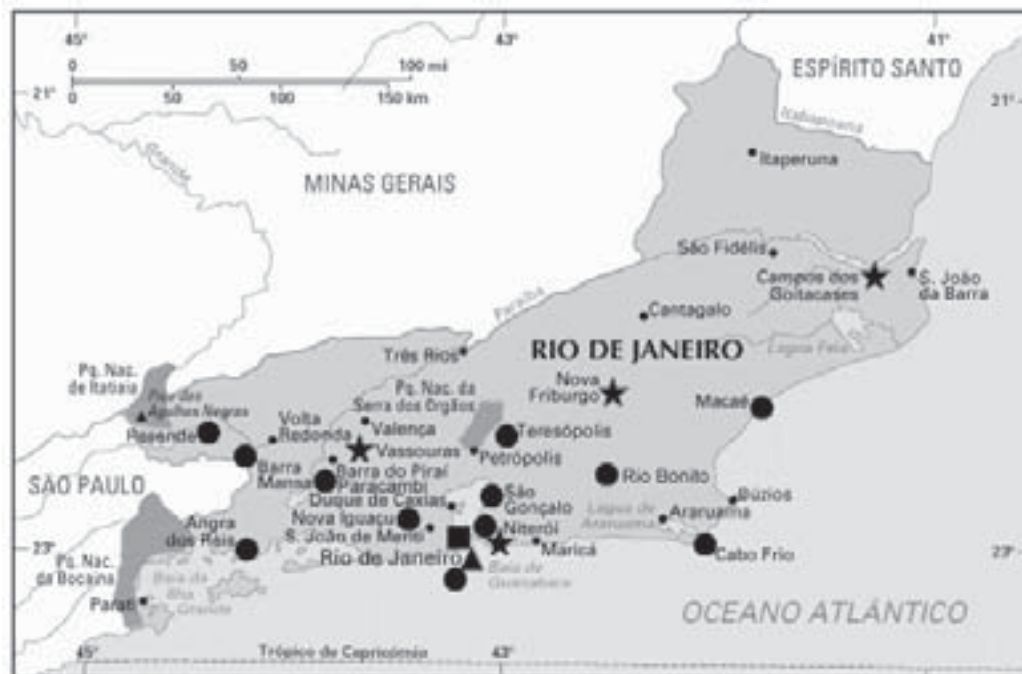 45
43
41
0 50 100 mi
0 50 100 150 km
21°
21°
ESPÍRITO SANTO
Itabapoana
Itaperuna
Grande
MINAS GERAIS
São Fidélis
Campos dos
Goitacases
S. João
da Barra
Paraíba
Cantagalo
Três Rios
RIO DE JANEIRO
Lagoa Feia
Pq. Nac.
de Itatiaia
Pico das
Agulhas Negras
Pq. Nac. da
Serra dos Órgãos
Nova
Friburgo
Macaé
Resende
Volta
Redonda
Valença
Vassouras
Teresópolis
Petrópolis
SÃO PAULO
Barra
Mansa
Barra do Piraí
Paracambi
Rio Bonito
Duque de Caxias
São
Gonçalo
Búzios
Angra
dos Reis
Nova Iguaçu
Niterói
Lagoa de
Araruama
Araruama
S. João de Meriti
Maricá
23°
23°
Rio de Janeiro
Cabo Frio
Pq. Nac.
da Bocaina
Baía da
Ilha
Grande
Baía de
Guanabara
Parati
OCEANO ATLÂNTICO
Trópico de Capricórnio
45
43